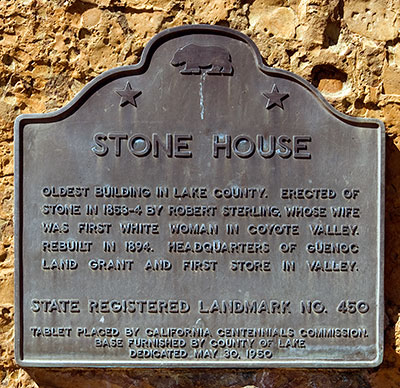 STONE HOUSE
OLDEST BUILDING IN LAKE COUNTY. ERECTED OF
STONE IN 1853-4 BY ROBERT STERLING, WHOSE WIFE
WAS FIRST WHITE WOMAN IN COYOTE VALLEY.
REBUILT IN 1894. HEADQUARTERS OF GUENOC
LAND GRANT AND FIRST STORE IN VALLEY.
STATE REGISTERED LANDMARK NO. 450
TABLET PLACED BY CALIFORNIA CENTENNIALS COMMISSION.
BASE FURNISHED BY COUNTY OF LAKE
DEDICATED MAY 30, 1950